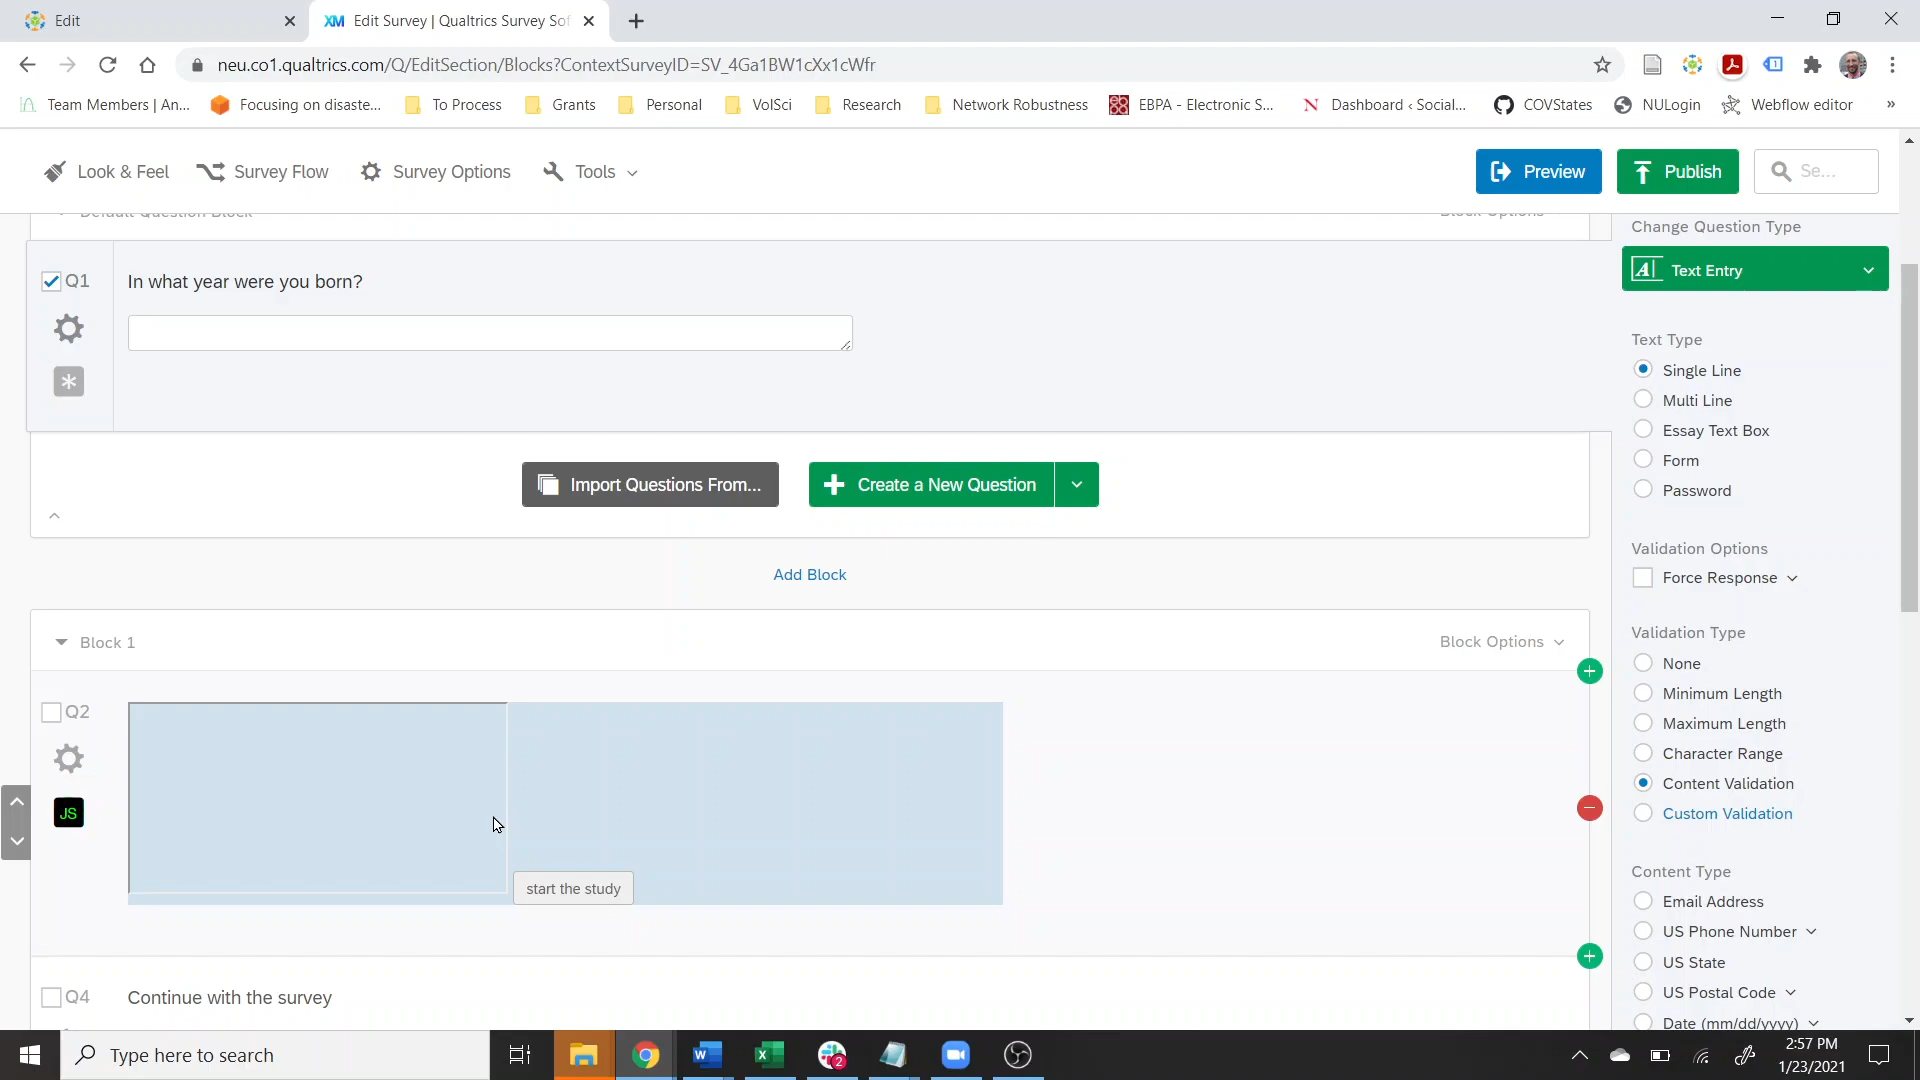 Edit
XM Edit Survey | Qualtrics Survey Sof
neu.co1.qualtrics.com/Q/EditSection/Blocks?ContextSurveyID=SV_4Ga1BW1cXx1cWfr
Team Members | An... Focusing on disaste... To Process Grants Personal VolSci Research Network Robustness EBPA - Electronic S... Dashboard ‹ Social... COVStates NULogin Webflow editor »
Look & Feel Survey Flow Survey Options Tools Preview Publish Se...
Default Question Block Block Options
Change Question Type
Text Entry
Q1 In what year were you born?
Text Type
Single Line
Multi Line
Essay Text Box
Form
Password
Import Questions From... Create a New Question
Validation Options
Force Response
Add Block
Block 1 Block Options
Validation Type
None
Minimum Length
Maximum Length
Character Range
Content Validation
Custom Validation
Q2
JS
start the study
Content Type
Email Address
US Phone Number
US State
US Postal Code
Date (mm/dd/yyyy)
Q4 Continue with the survey
Type here to search
2
2:57 PM
1/23/2021